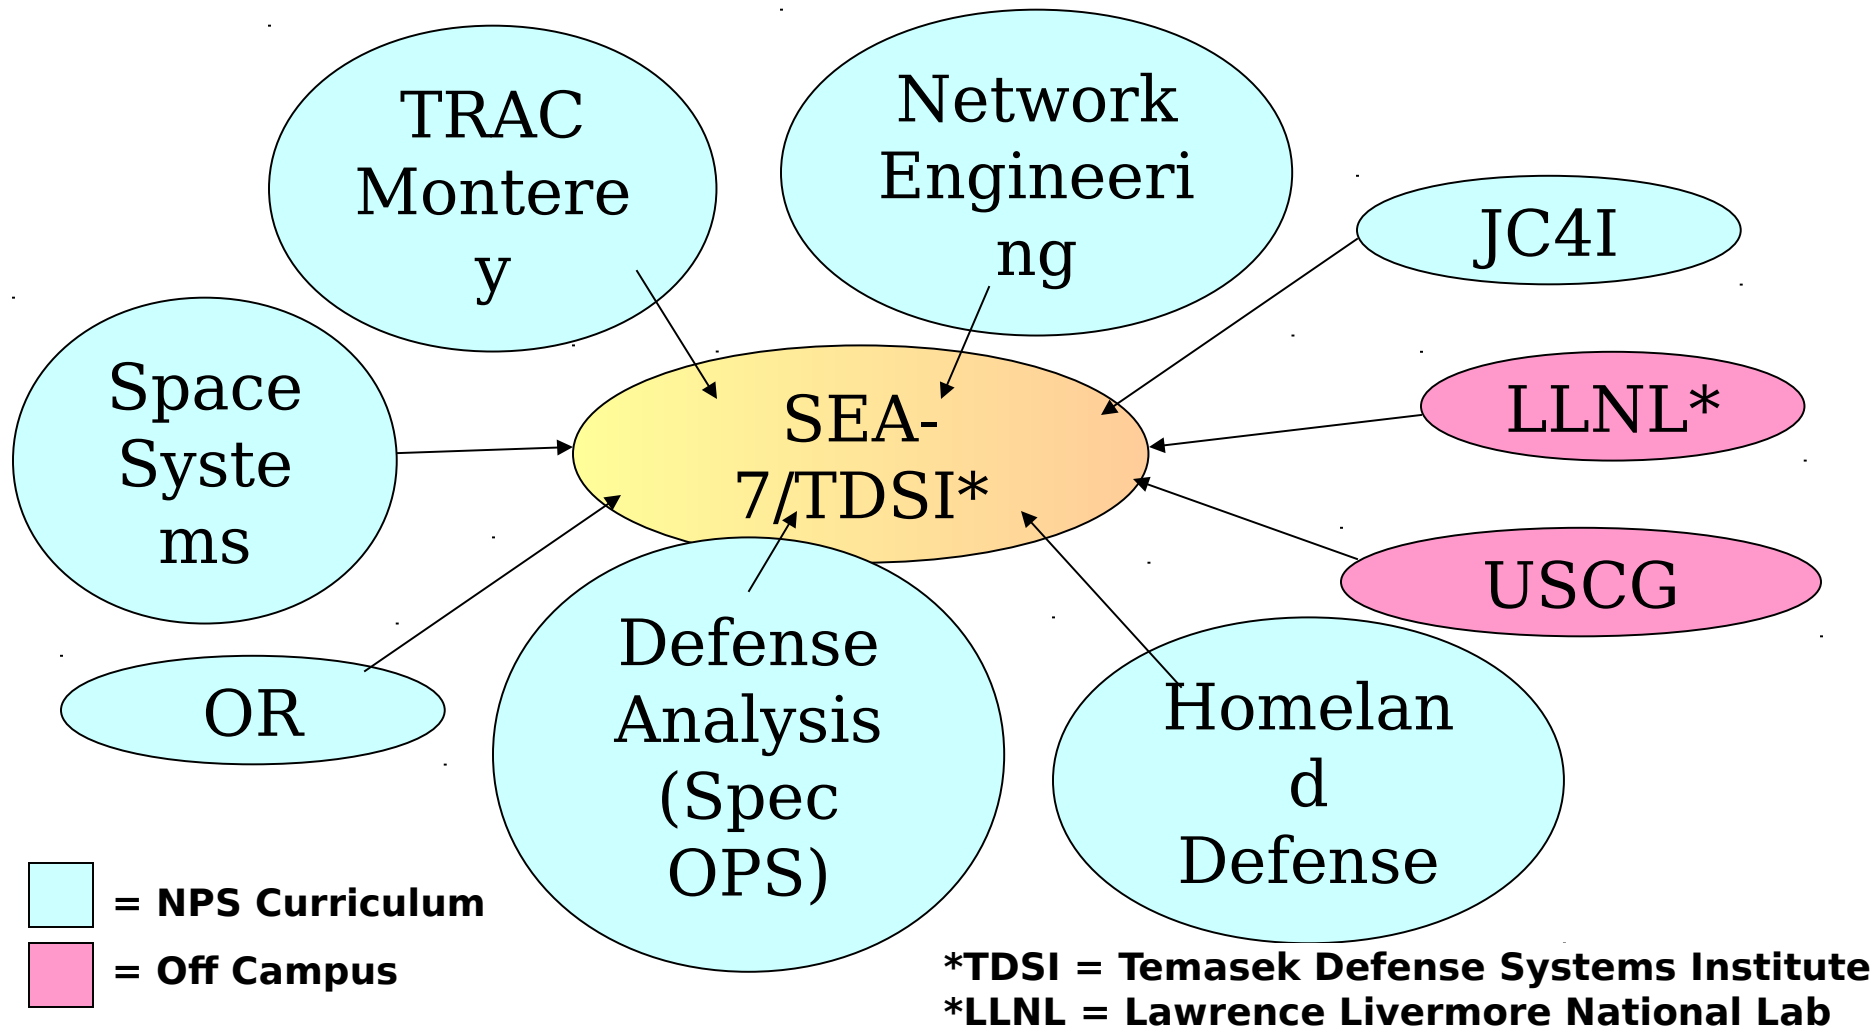 TRAC
Montere
y
Network
Engineeri
ng
JC4I
Space
Syste
ms
SEA-
7/TDSI*
LLNL*
USCG
OR
Defense
Analysis
(Spec
OPS)
Homelan
d
Defense
= NPS Curriculum
= Off Campus
*TDSI = Temasek Defense Systems Institute
*LLNL = Lawrence Livermore National Lab